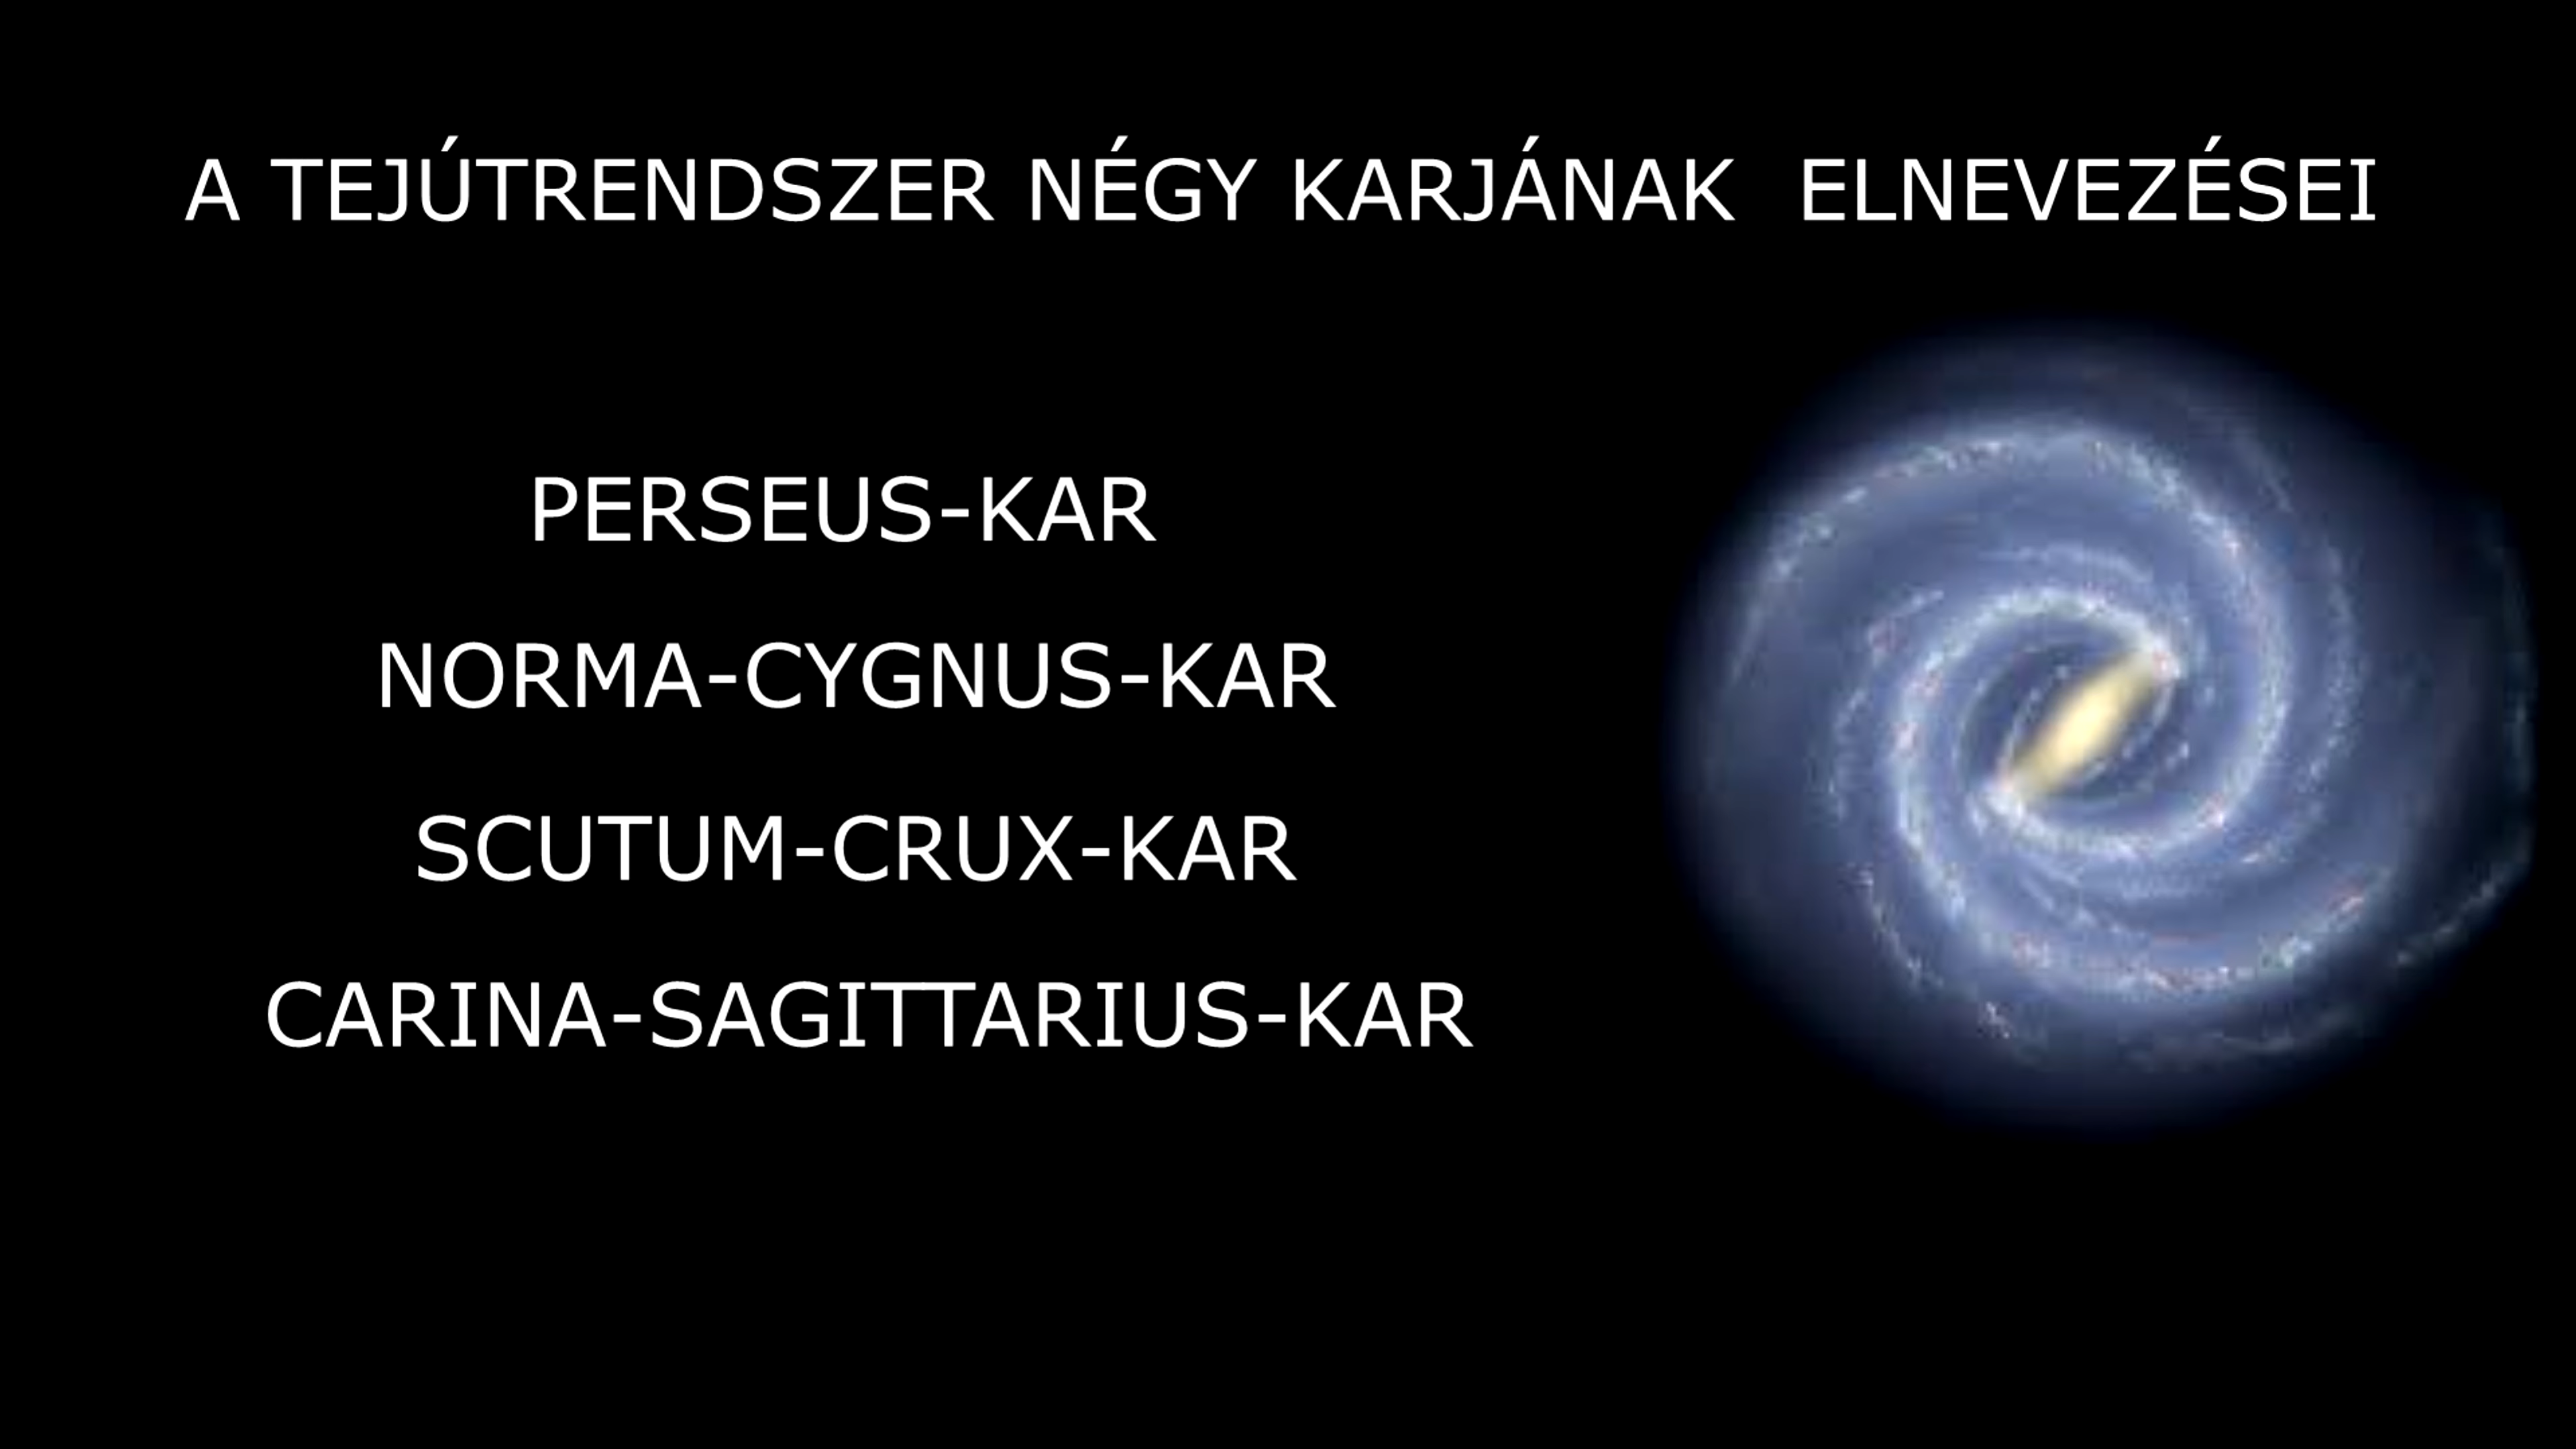 A TEJÚTRENDSZER NÉGY KARJÁNAK  ELNEVEZÉSEI
PERSEUS-KAR
NORMA-CYGNUS-KAR
SCUTUM-CRUX-KAR
CARINA-SAGITTARIUS-KAR